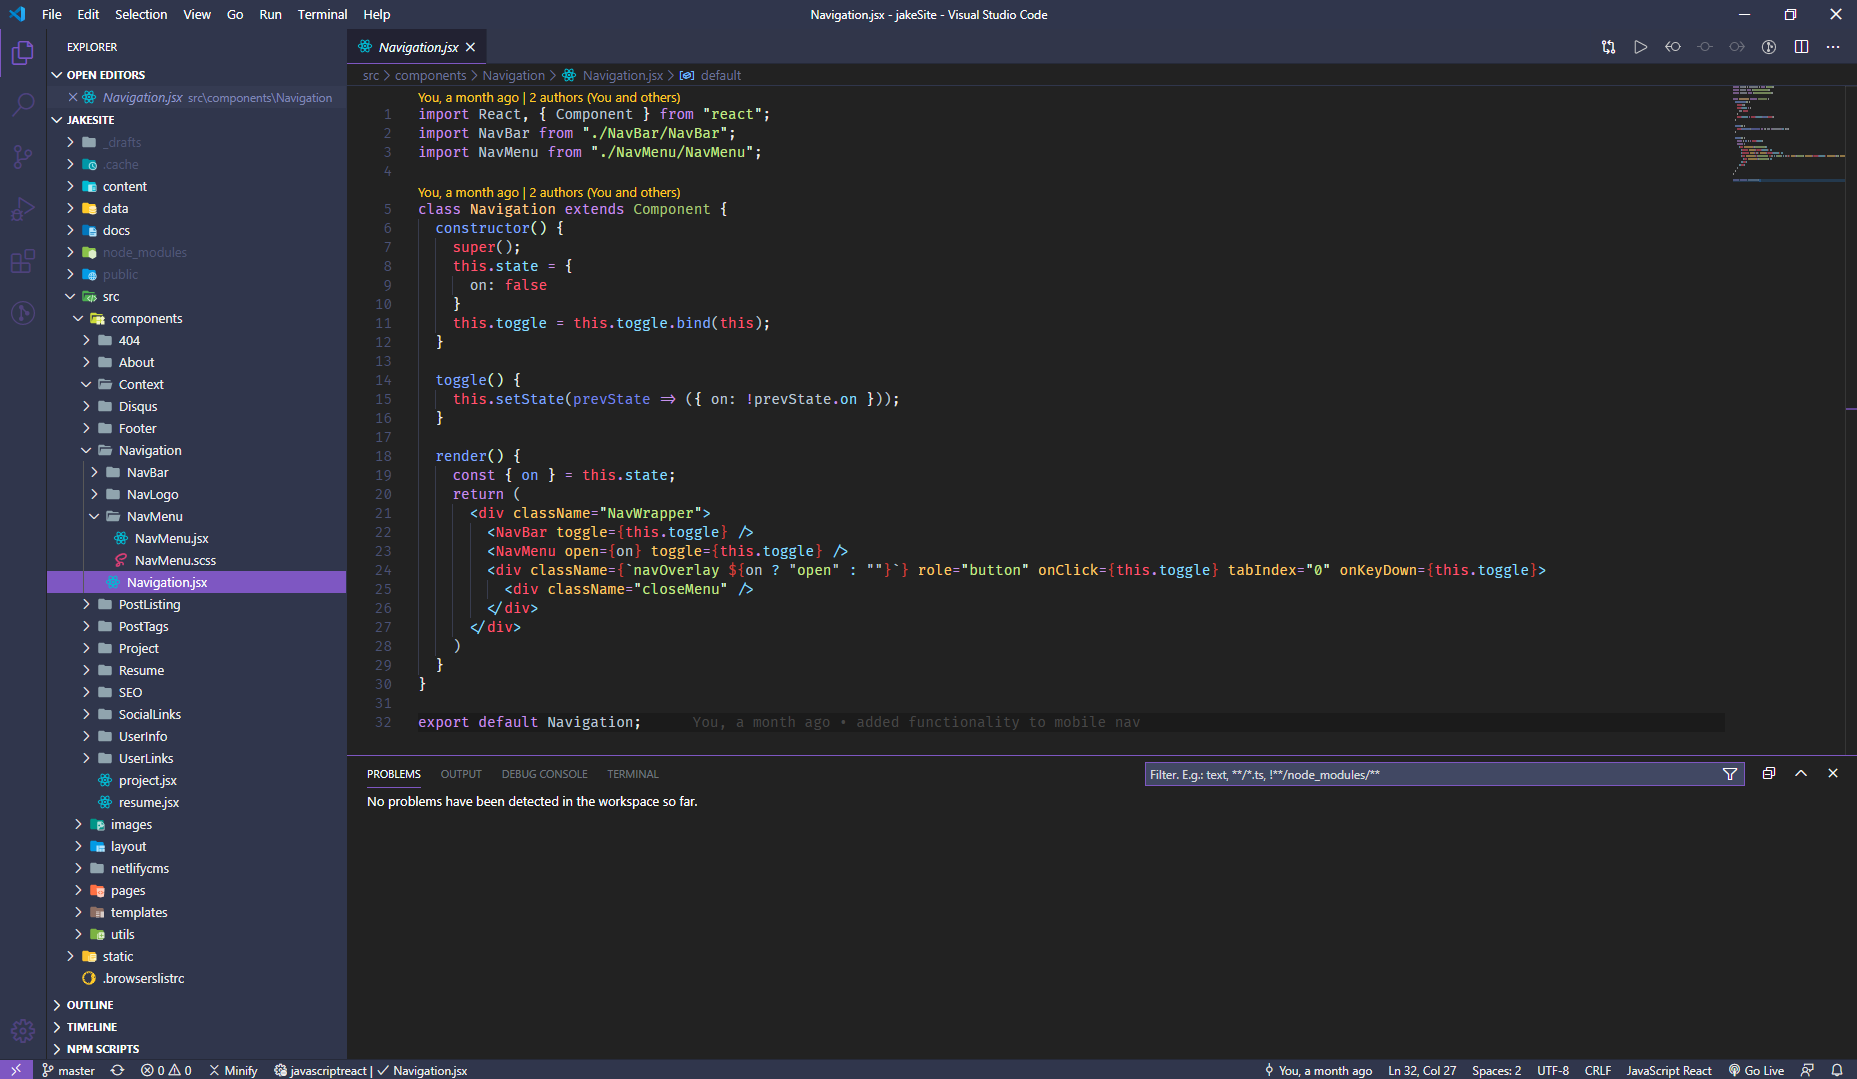 File Edit Selection View Go Run Terminal Help
Navigation.jsx - jakeSite - Visual Studio Code
EXPLORER
OPEN EDITORS
Navigation.jsx src\components\Navigation
JAKESITE
_drafts
.cache
content
data
docs
node_modules
public
src
components
404
About
Context
Disqus
Footer
Navigation
NavBar
NavLogo
NavMenu
NavMenu.jsx
NavMenu.scss
Navigation.jsx
PostListing
PostTags
Project
Resume
SEO
SocialLinks
UserInfo
UserLinks
project.jsx
resume.jsx
images
layout
netlifycms
pages
templates
utils
static
.browserslistrc
OUTLINE
TIMELINE
NPM SCRIPTS
Navigation.jsx
src > components > Navigation > Navigation.jsx > default
You, a month ago | 2 authors (You and others)
1 import React, { Component } from "react";
2 import NavBar from "./NavBar/NavBar";
3 import NavMenu from "./NavMenu/NavMenu";
4
You, a month ago | 2 authors (You and others)
5 class Navigation extends Component {
6 constructor() {
7 super();
8 this.state = {
9 on: false
10 }
11 this.toggle = this.toggle.bind(this);
12 }
13
14 toggle() {
15 this.setState(prevState => ({ on: !prevState.on }));
16 }
17
18 render() {
19 const { on } = this.state;
20 return (
21 <div className="NavWrapper">
22 <NavBar toggle={this.toggle} />
23 <NavMenu open={on} toggle={this.toggle} />
24 <div className={`navOverlay ${on ? "open" : ""}`} role="button" onClick={this.toggle} tabIndex="0" onKeyDown={this.toggle}>
25 <div className="closeMenu" />
26 </div>
27 </div>
28 )
29 }
30 }
31
32 export default Navigation; You, a month ago • added functionality to mobile nav
PROBLEMS OUTPUT DEBUG CONSOLE TERMINAL
Filter. E.g.: text, **/*.ts, !**/node_modules/**
No problems have been detected in the workspace so far.
master 0 0 Minify javascriptreact | ✓ Navigation.jsx
You, a month ago Ln 32, Col 27 Spaces: 2 UTF-8 CRLF JavaScript React Go Live